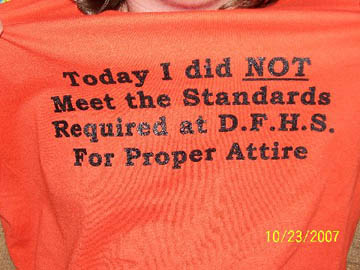 Today I did NOT
Meet the Standards
Required at D.F.H.S.
For Proper Attire
10/23/2007